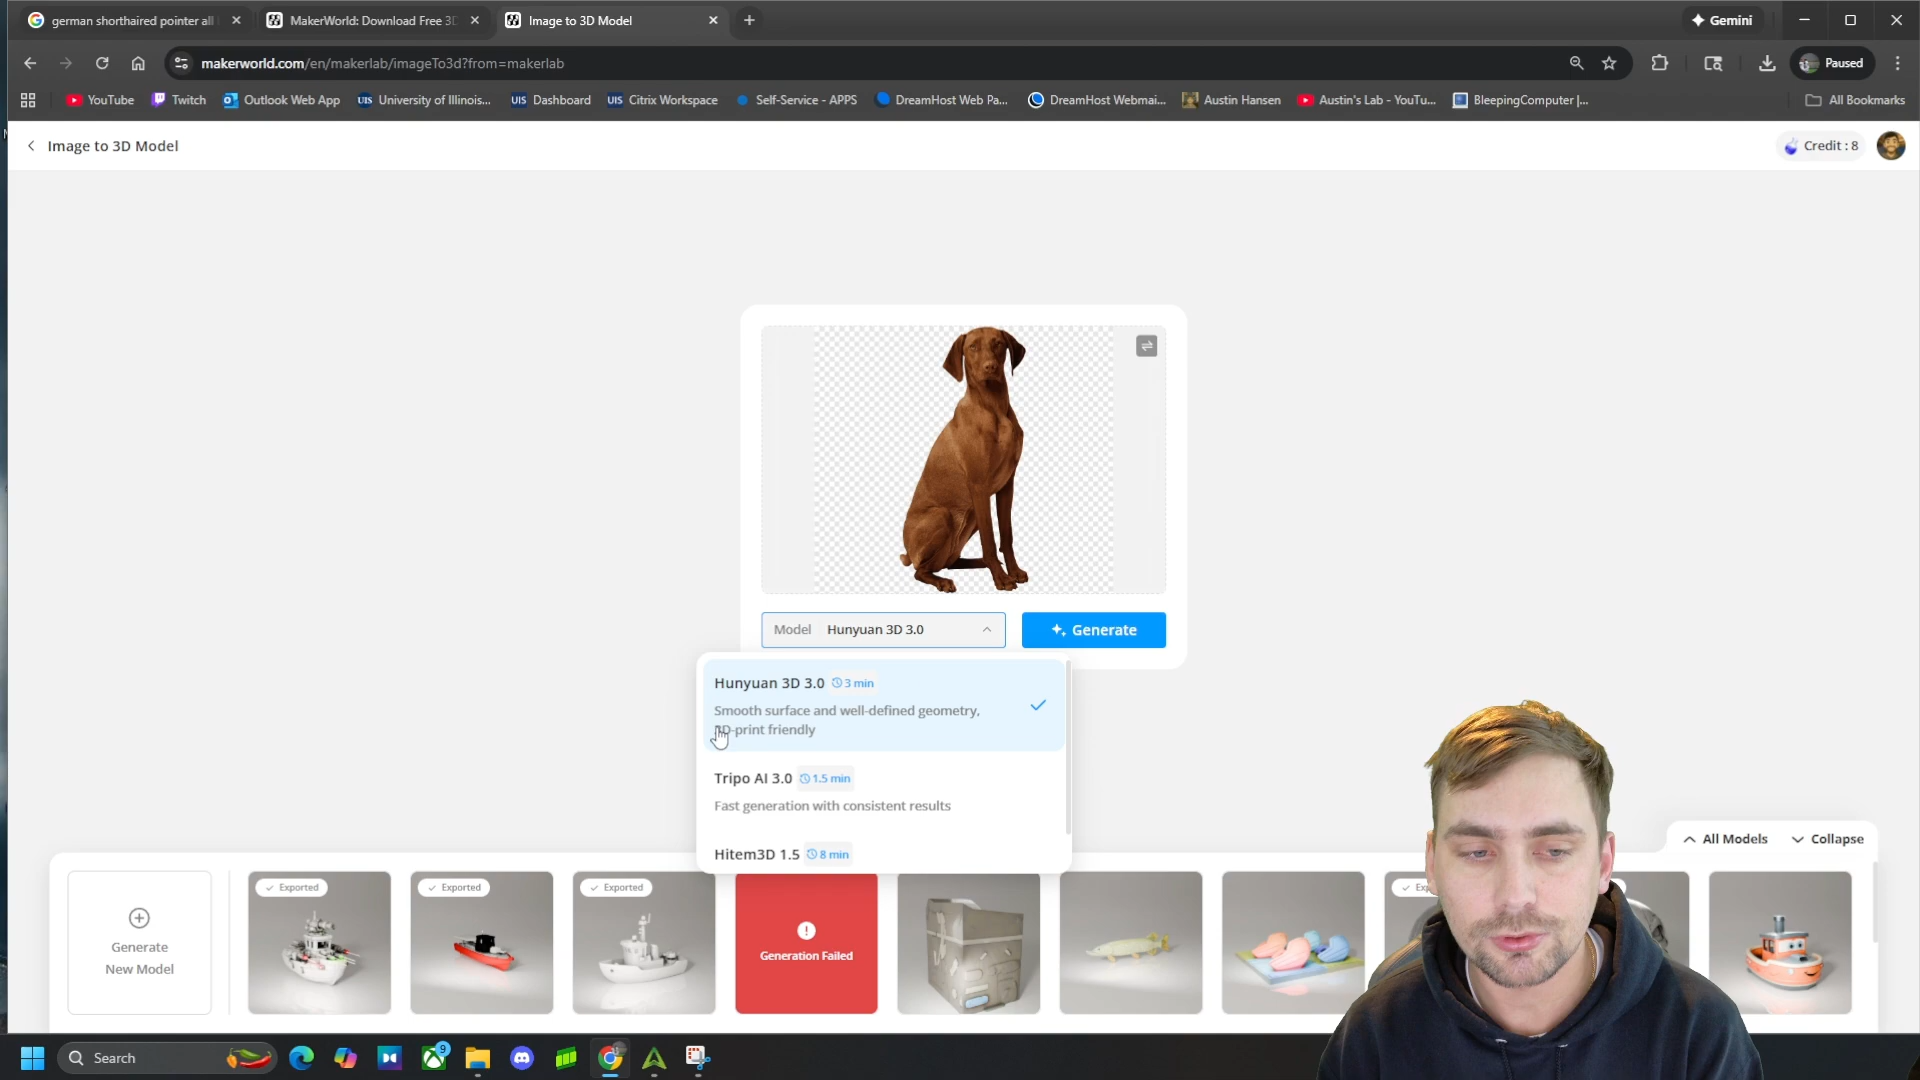 german shorthaired pointer all
MakerWorld: Download Free 3D
Image to 3D Model
Gemini
makerworld.com/en/makerlab/imageTo3d?from=makerlab
Paused
YouTube
Twitch
Outlook Web App
UIS University of Illinois...
UIS Dashboard
UIS Citrix Workspace
Self-Service - APPS
DreamHost Web Pa...
DreamHost Webmai...
Austin Hansen
Austin's Lab - YouTu...
BleepingComputer |...
All Bookmarks
Image to 3D Model
Credit : 8
Model Hunyuan 3D 3.0
Generate
Hunyuan 3D 3.0 3 min
Smooth surface and well-defined geometry,
3D-print friendly
Tripo AI 3.0 1.5 min
Fast generation with consistent results
Hitem3D 1.5 8 min
All Models
Collapse
Generate
New Model
Exported
Exported
Exported
Generation Failed
Search
9